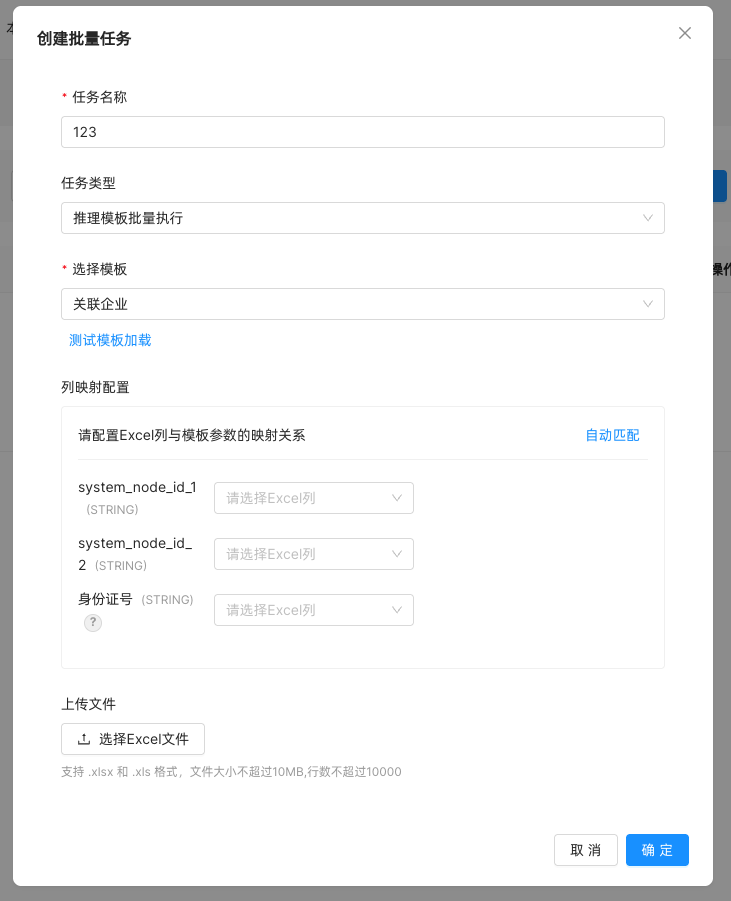 创建批量任务
* 任务名称
123
任务类型
推理模板批量执行
* 选择模板
关联企业
测试模板加载
列映射配置
请配置Excel列与模板参数的映射关系 自动匹配
system_node_id_1
(STRING)
请选择Excel列
system_node_id_
2 (STRING)
请选择Excel列
身份证号 (STRING)
?
请选择Excel列
上传文件
选择Excel文件
支持 .xlsx 和 .xls 格式，文件大小不超过10MB,行数不超过10000
取 消 确 定